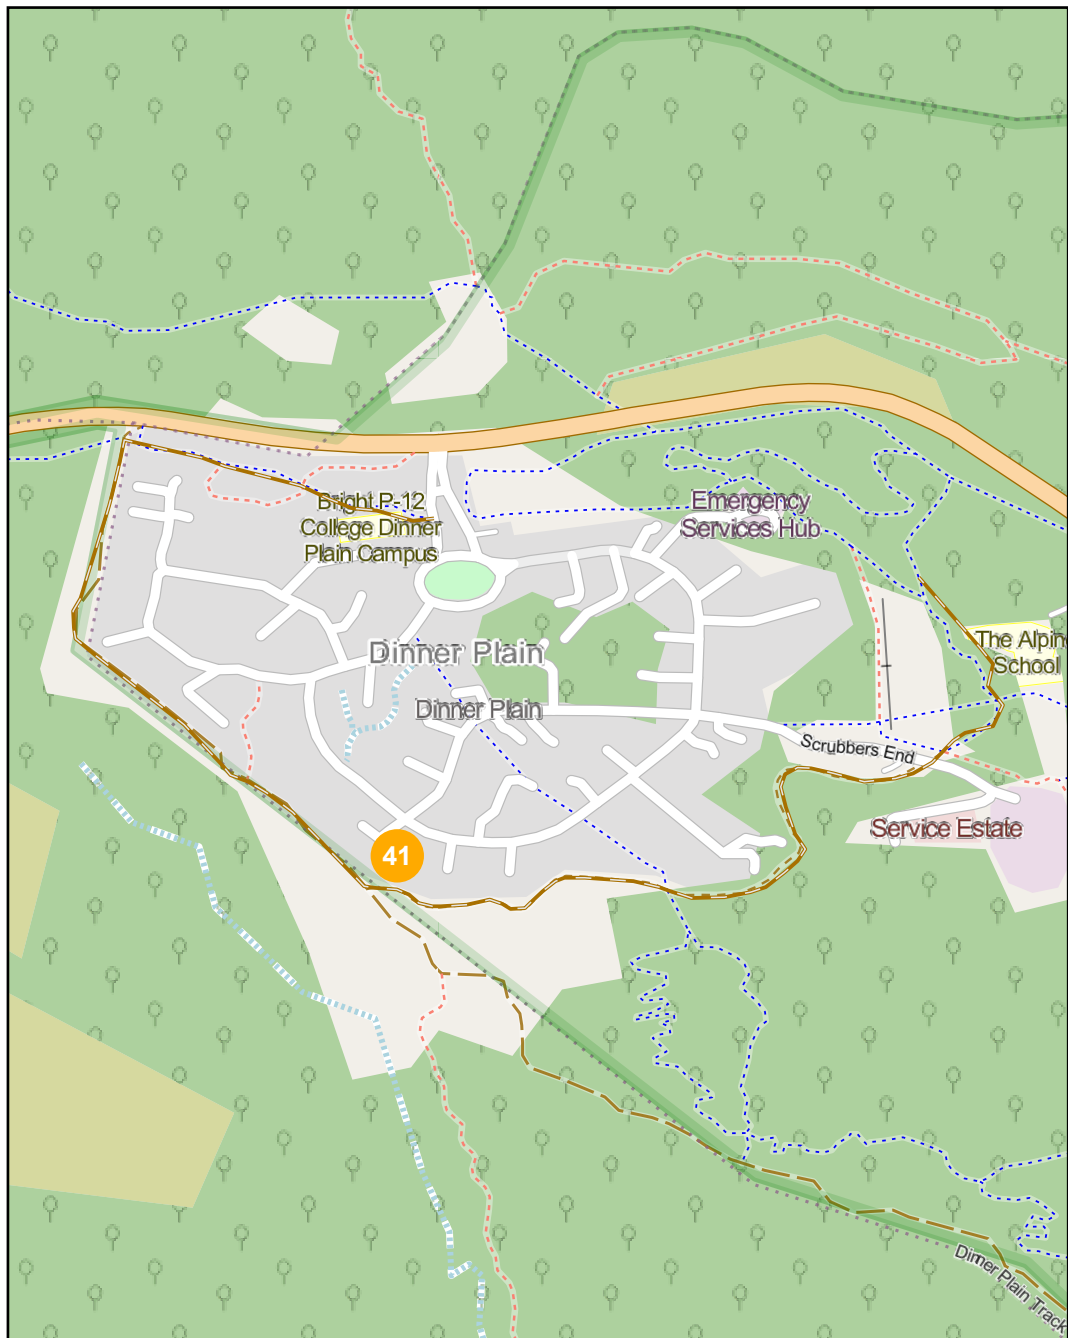 Bright P-12
College Dinner
Plain Campus
Emergency
Services Hub
Dinner Plain
The Alpin
School
Dinner Plain
Scrubbers End
Service Estate
41
Dinner Plain Track